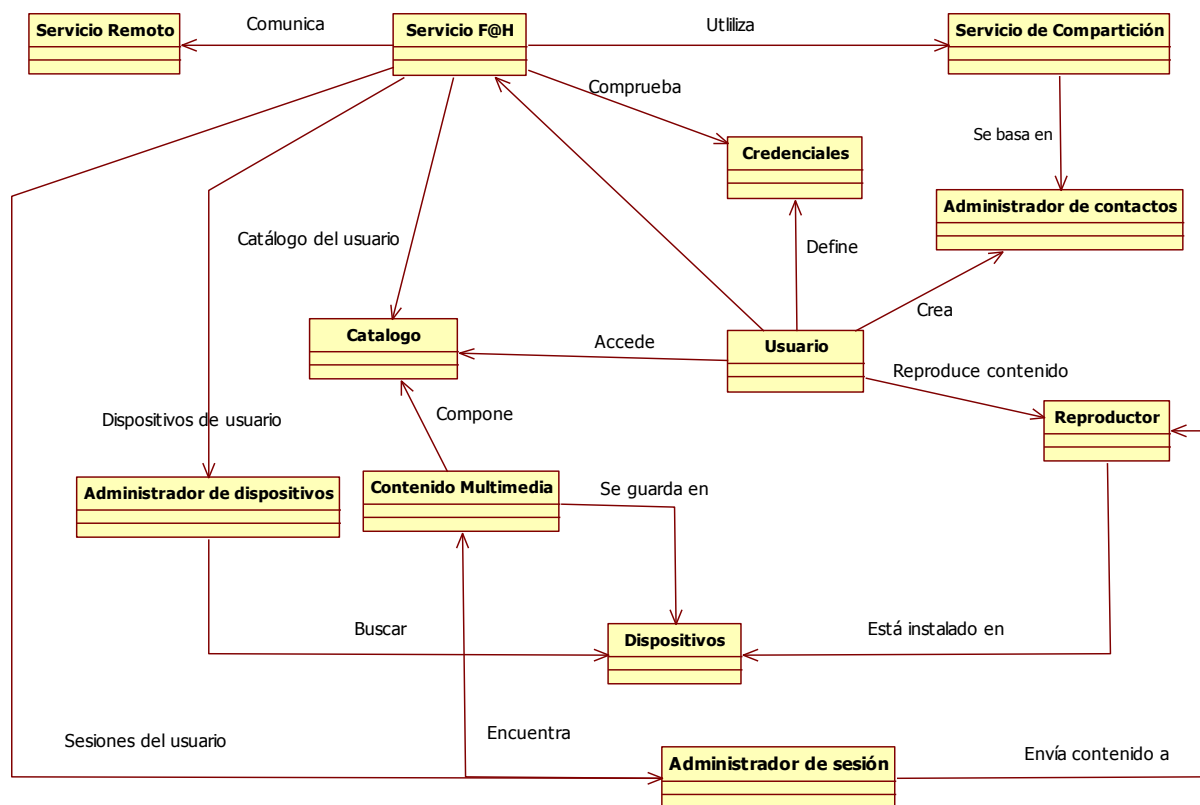 Comunica
Utiliza
Servicio Remoto
Servicio F@H
Servicio de Compartición
Comprueba
Se basa en
Credenciales
Administrador de contactos
Catálogo del usuario
Define
Crea
Catalogo
Accede
Usuario
Reproduce contenido
Compone
Dispositivos de usuario
Reproductor
Administrador de dispositivos
Contenido Multimedia
Se guarda en
Buscar
Dispositivos
Está instalado en
Encuentra
Sesiones del usuario
Administrador de sesión
Envía contenido a